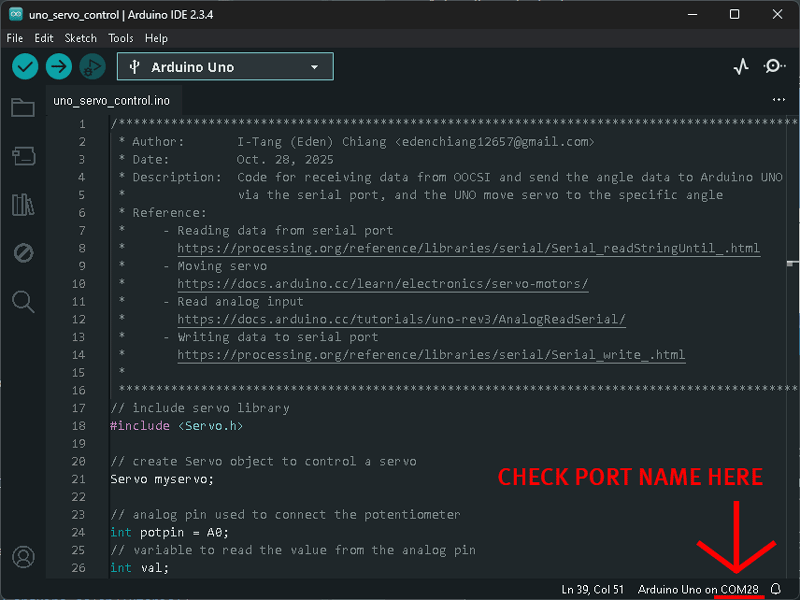 uno_servo_control | Arduino IDE 2.3.4
File Edit Sketch Tools Help
Arduino Uno
uno_servo_control.ino
1 /*******************************************************************************************
2  * Author:       I-Tang (Eden) Chiang <edenchiang12657@gmail.com>
3  * Date:         Oct. 28, 2025
4  * Description:  Code for receiving data from OOCSI and send the angle data to Arduino UNO
5  *               via the serial port, and the UNO move servo to the specific angle
6  * Reference:
7  *     - Reading data from serial port
8  *       https://processing.org/reference/libraries/serial/Serial_readStringUntil_.html
9  *     - Moving servo
10  *       https://docs.arduino.cc/learn/electronics/servo-motors/
11  *     - Read analog input
12  *       https://docs.arduino.cc/tutorials/uno-rev3/AnalogReadSerial/
13  *     - Writing data to serial port
14  *       https://processing.org/reference/libraries/serial/Serial_write_.html
15  *
16  *******************************************************************************************
17 // include servo library
18 #include <Servo.h>
19
20 // create Servo object to control a servo
21 Servo myservo;
22
23 // analog pin used to connect the potentiometer
24 int potpin = A0;
25 // variable to read the value from the analog pin
26 int val;
CHECK PORT NAME HERE
Ln 39, Col 51 Arduino Uno on COM28